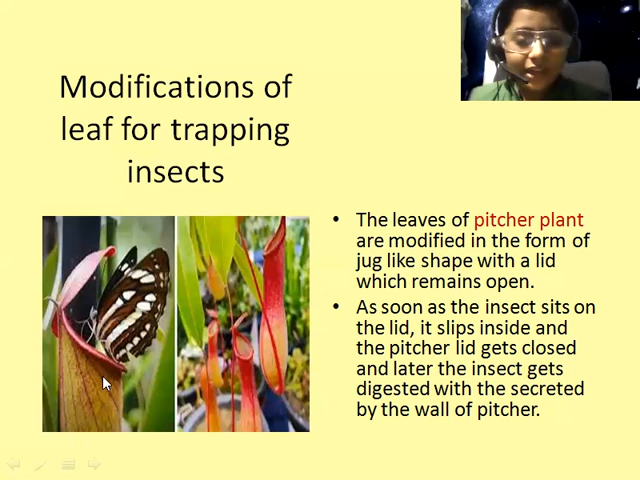 Modifications of
leaf for trapping
insects
• The leaves of pitcher plant
are modified in the form of
jug like shape with a lid
which remains open.
• As soon as the insect sits on
the lid, it slips inside and
the pitcher lid gets closed
and later the insect gets
digested with the secreted
by the wall of pitcher.